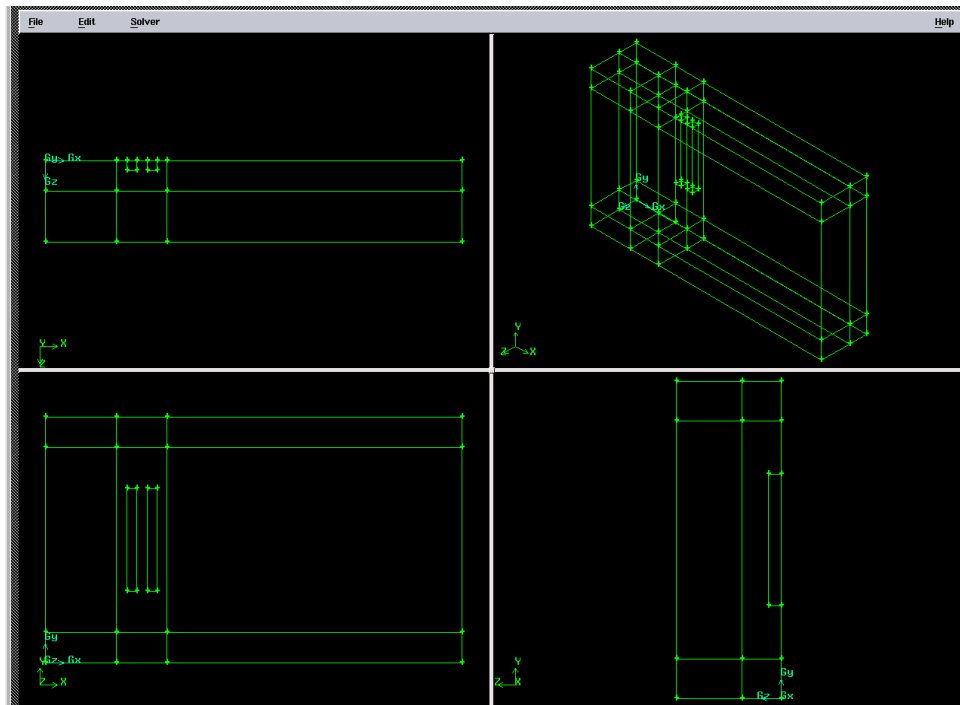 File Edit Solver Help
Gy Gx
Gz
Y X
Z
Gy
Gz Gx
Y
Z X
Gy
Gz Gx
Y
Z X
Y
Z X
Gy
Gz Gx